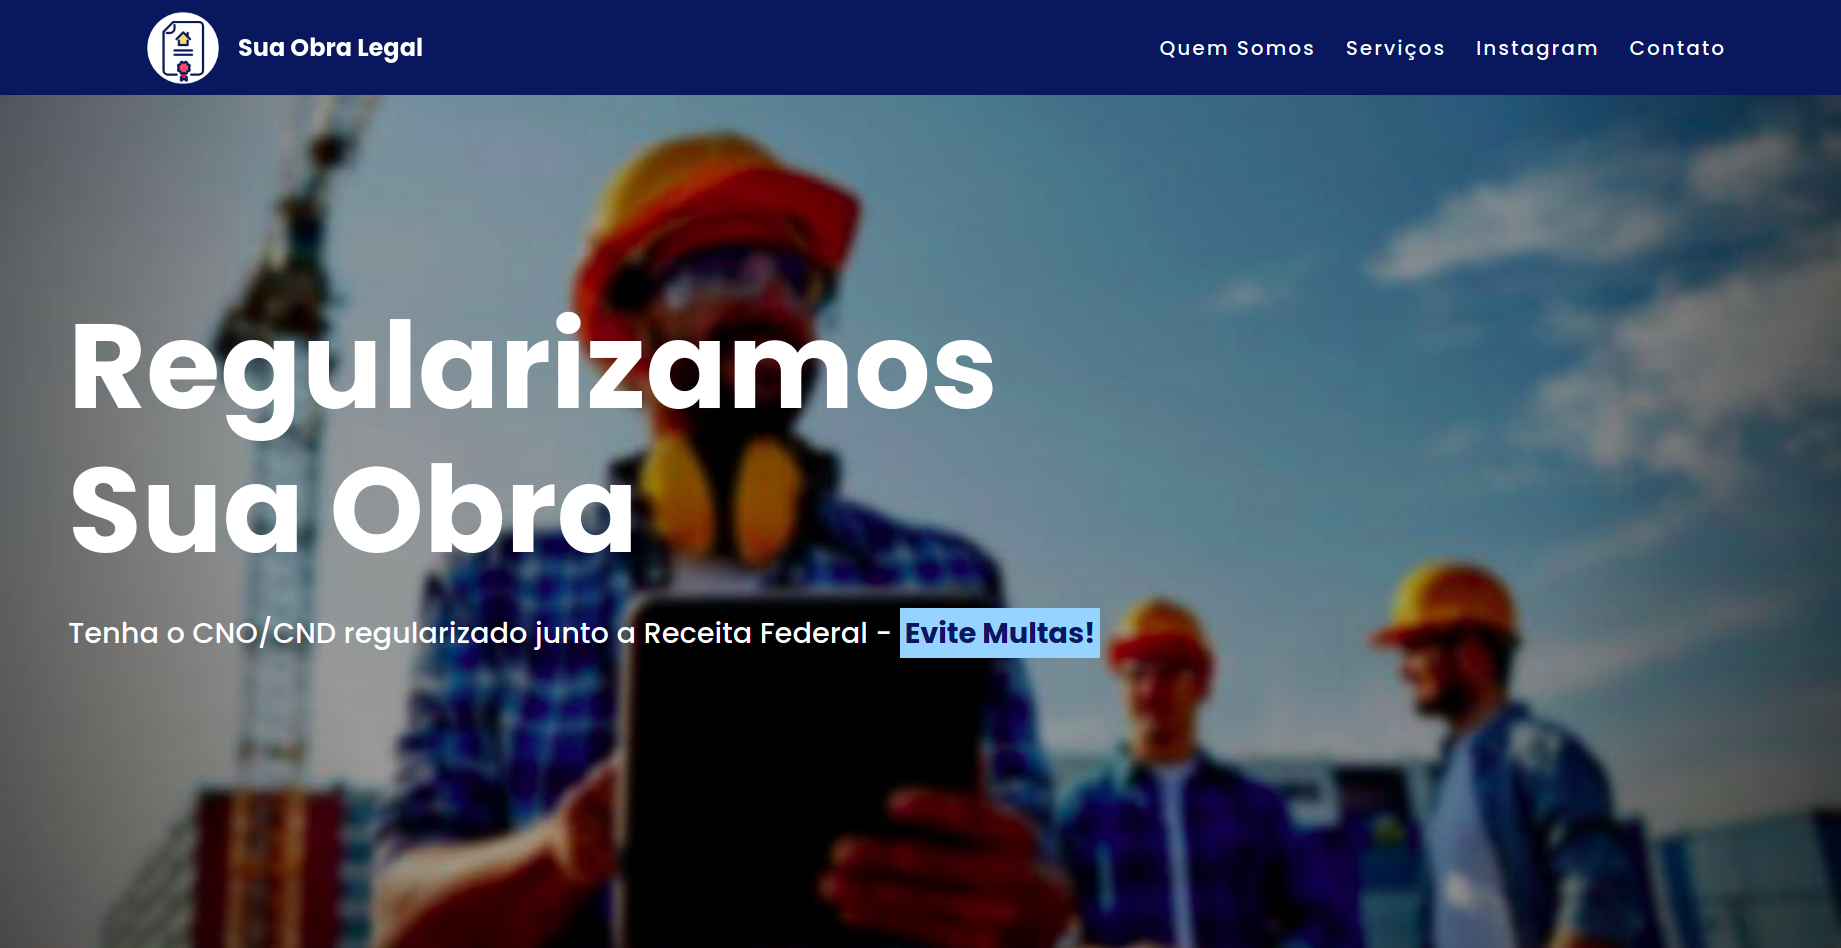 Sua Obra Legal
Quem Somos Serviços Instagram Contato
Regularizamos
Sua Obra
Tenha o CNO/CND regularizado junto a Receita Federal - Evite Multas!